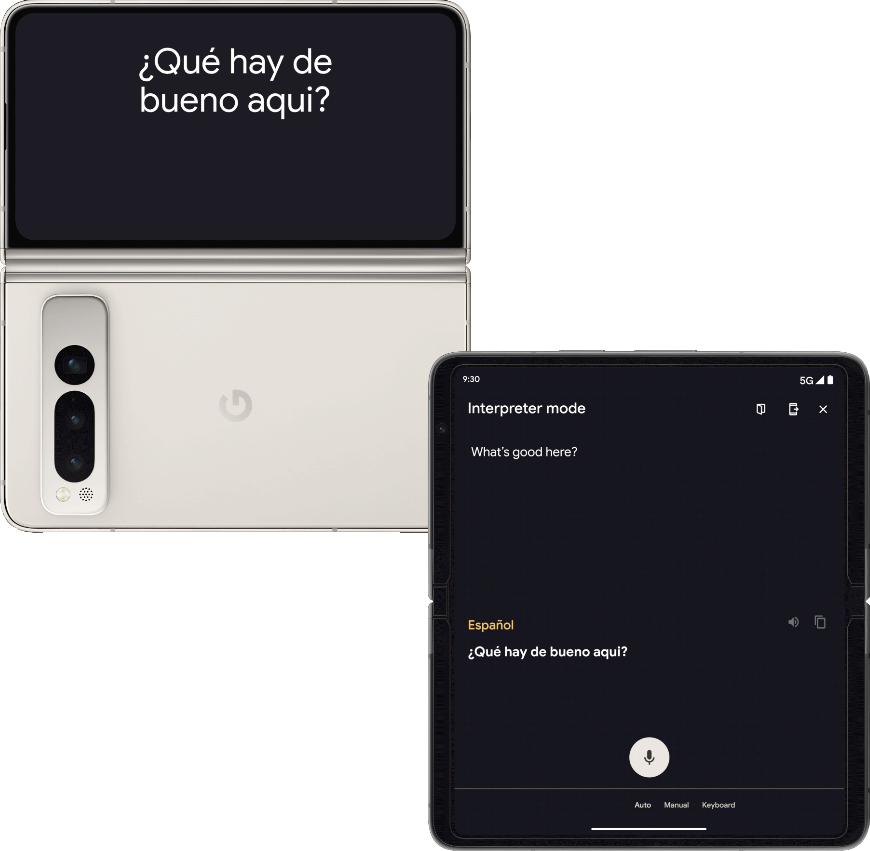 ¿Qué hay de
bueno aqui?
9:30
5G
Interpreter mode
What's good here?
Español
¿Qué hay de bueno aqui?
Auto Manual Keyboard